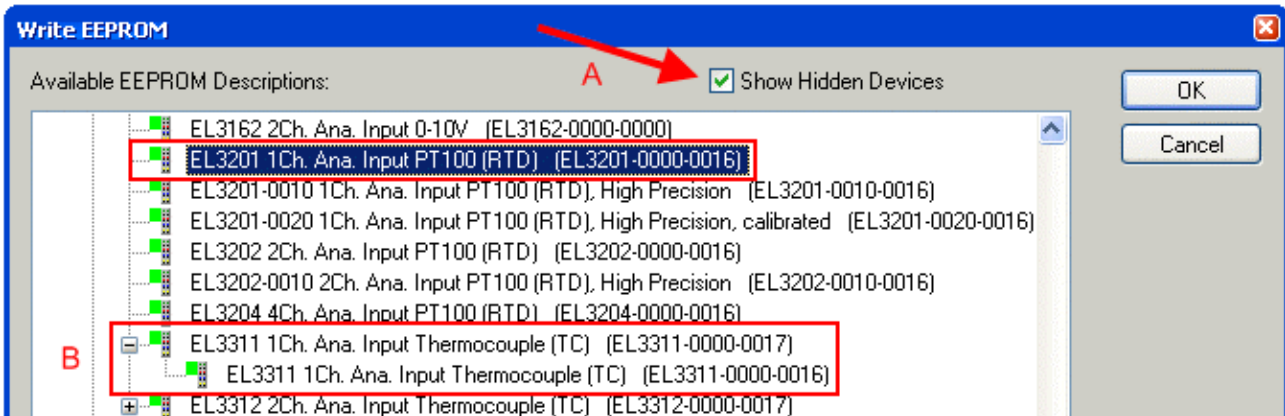 Write EEPROM
Available EEPROM Descriptions:
A
Show Hidden Devices
OK
Cancel
EL3162 2Ch. Ana. Input 0-10V (EL3162-0000-0000)
EL3201 1Ch. Ana. Input PT100 (RTD) (EL3201-0000-0016)
EL3201-0010 1Ch. Ana. Input PT100 (RTD), High Precision (EL3201-0010-0016)
EL3201-0020 1Ch. Ana. Input PT100 (RTD), High Precision, calibrated (EL3201-0020-0016)
EL3202 2Ch. Ana. Input PT100 (RTD) (EL3202-0000-0016)
EL3202-0010 2Ch. Ana. Input PT100 (RTD), High Precision (EL3202-0010-0016)
EL3204 4Ch. Ana. Input PT100 (RTD) (EL3204-0000-0016)
B
EL3311 1Ch. Ana. Input Thermocouple (TC) (EL3311-0000-0017)
EL3311 1Ch. Ana. Input Thermocouple (TC) (EL3311-0000-0016)
EL3312 2Ch. Ana. Input Thermocouple (TC) (EL3312-0000-0017)